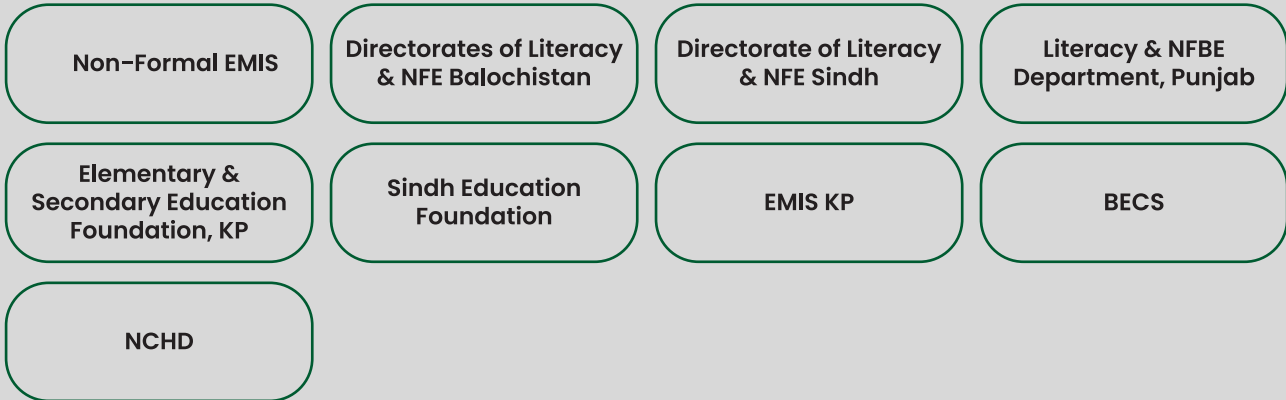 Non-Formal EMIS
Directorates of Literacy
& NFE Balochistan
Directorate of Literacy
& NFE Sindh
Literacy & NFBE
Department, Punjab
Elementary &
Secondary Education
Foundation, KP
Sindh Education
Foundation
EMIS KP
BECS
NCHD